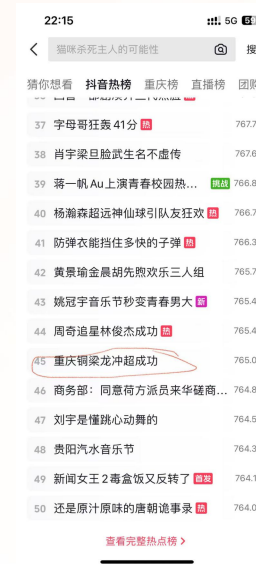 22:15 5G
猫咪杀死主人的可能性 搜
猜你想看 抖音热榜 重庆榜 直播榜 团购
37 字母哥狂轰41分 热 767.7
38 肖宇梁旦脸武生名不虚传 767.6
39 蒋一帆Au上演青春校园热... 挑战 766.8
40 杨瀚森超远神仙球引队友狂欢 热 766.7
41 防弹衣能挡住多快的子弹 热 766.3
42 黄景瑜金晨胡先煦欢乐三人组 765.7
43 姚冠宇音乐节秒变青春男大 新 765.4
44 周奇追星林俊杰成功 热 765.4
45 重庆铜梁龙冲超成功 765.0
46 商务部：同意荷方派员来华磋商... 764.8
47 刘宇是懂跳心动舞的 764.5
48 贵阳汽水音乐节 764.3
49 新闻女王2毒盒饭又反转了 首发 764.1
50 还是原汁原味的唐朝诡事录 热 764.0
查看完整热点榜